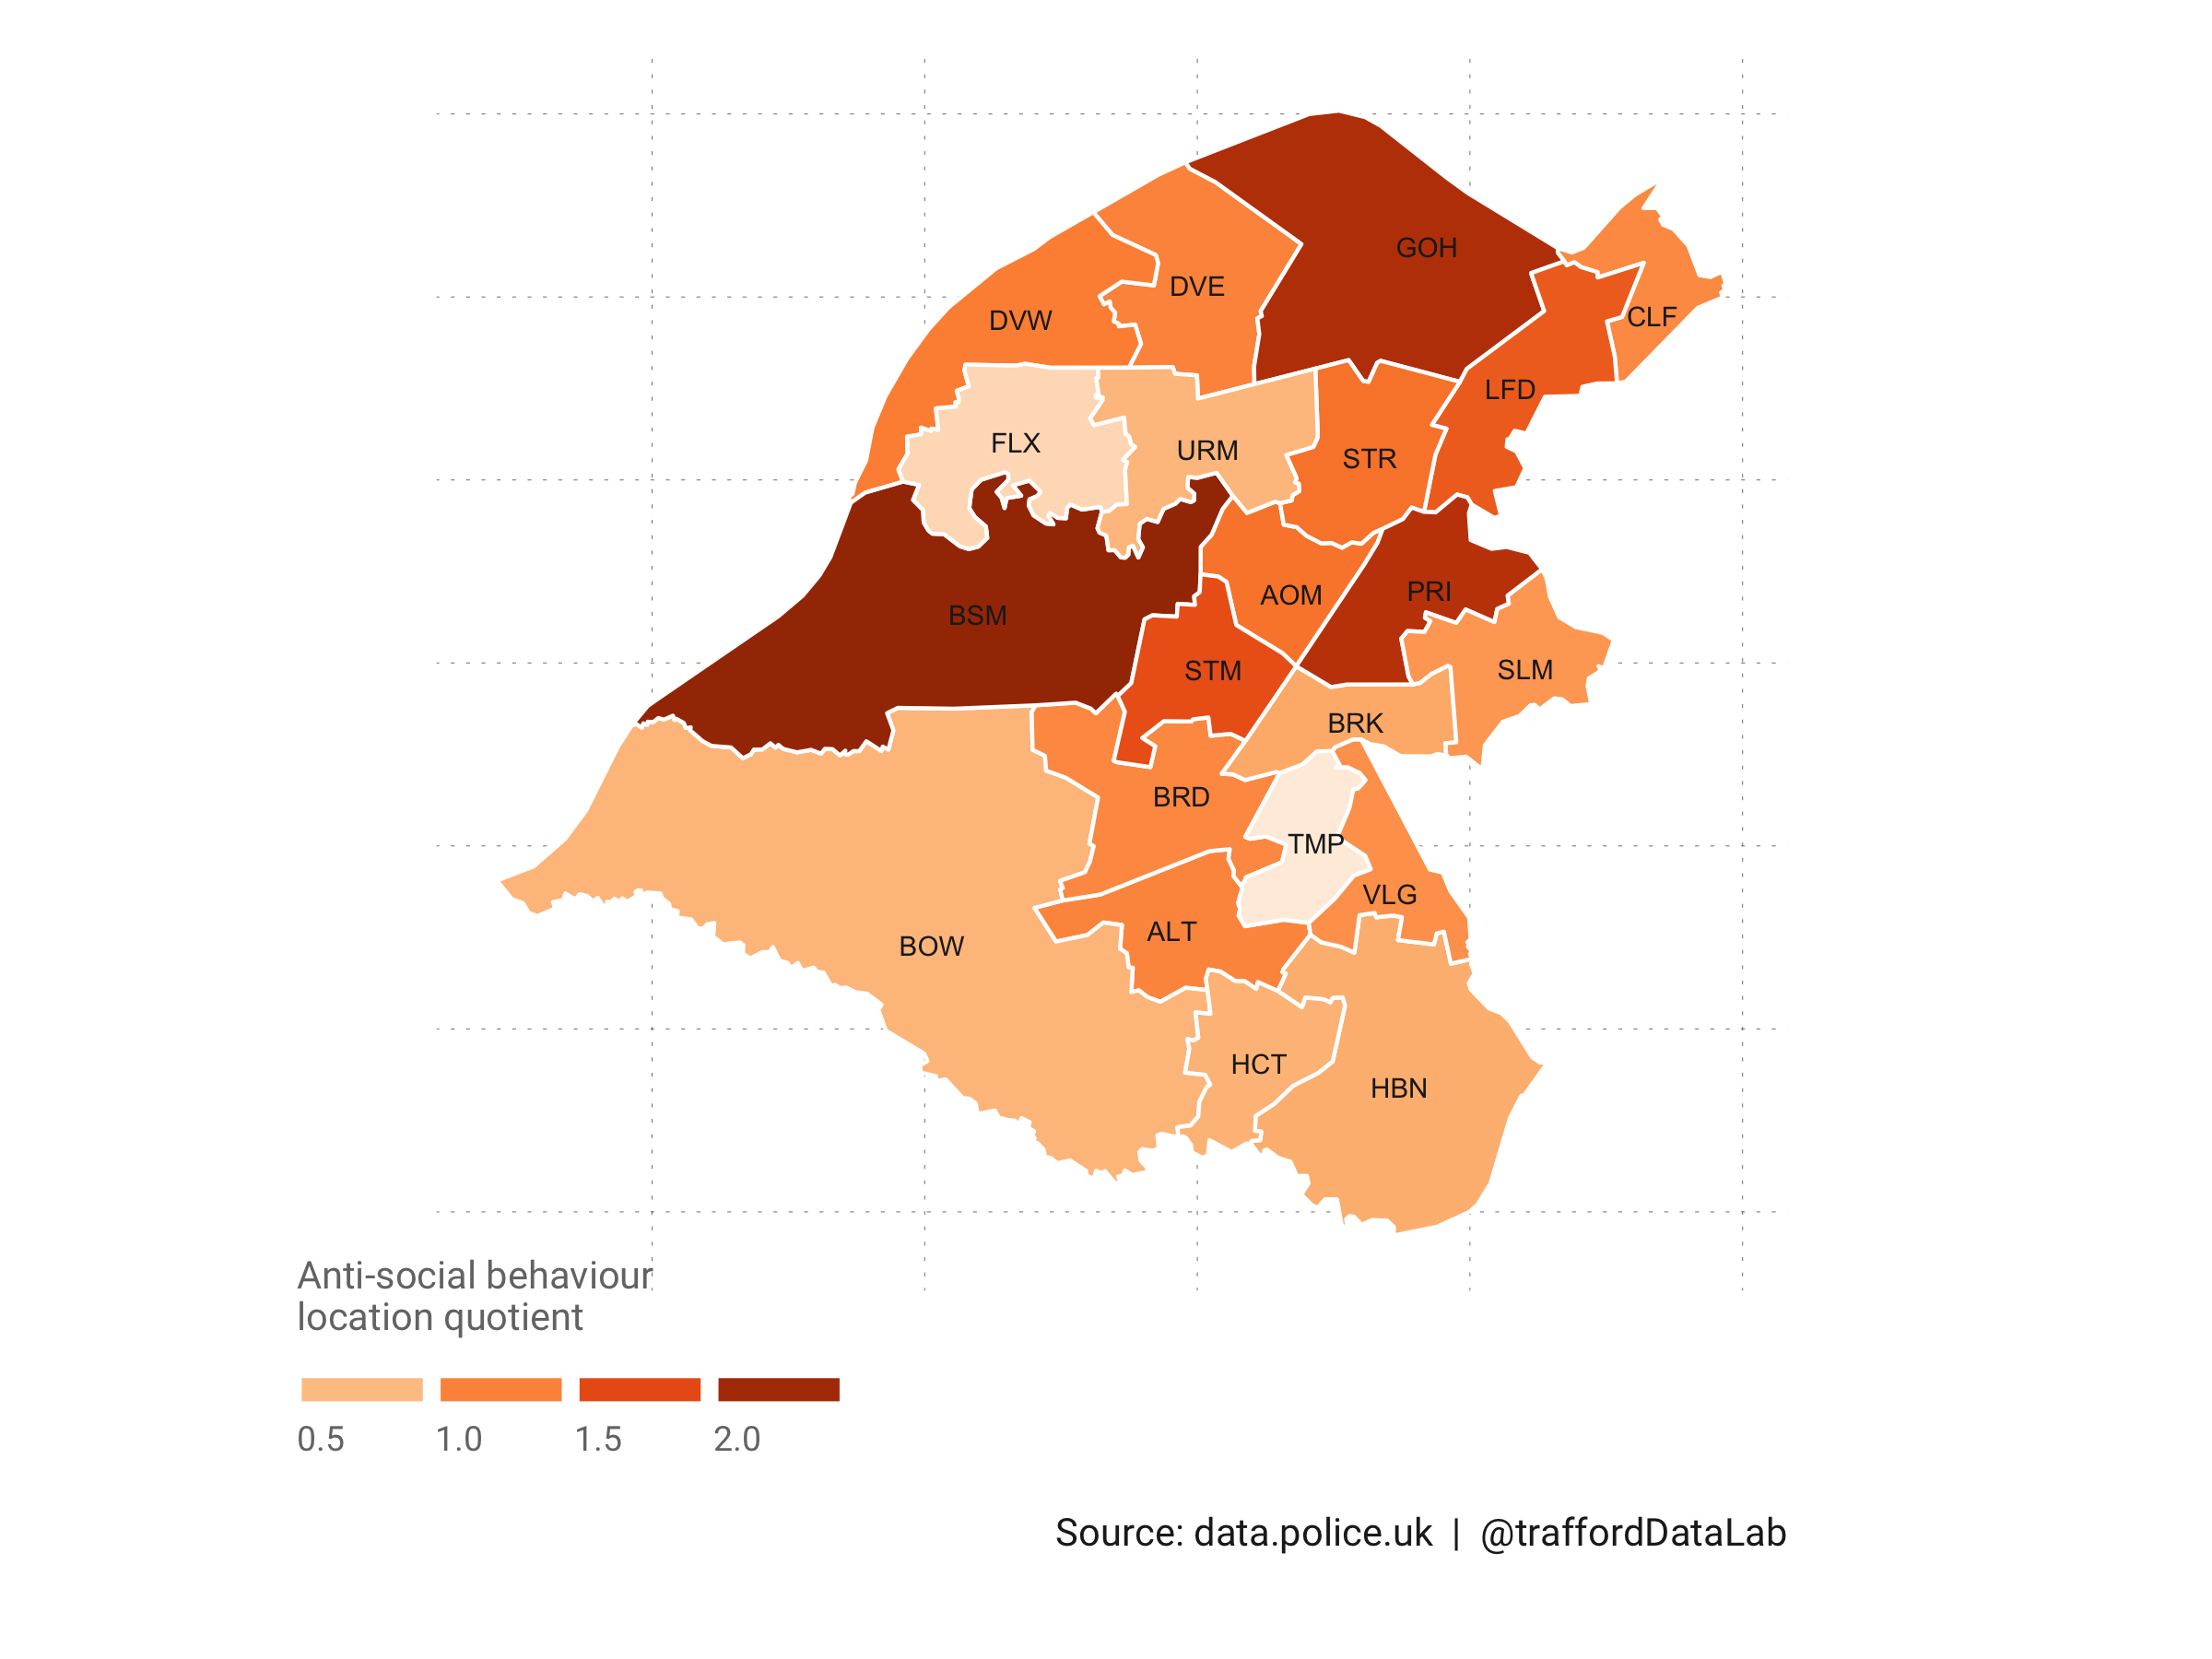 GOH
DVE
CLF
DVW
LFD
FLX
URM
STR
PRI
AOM
BSM
SLM
STM
BRK
BRD
TMP
VLG
ALT
BOW
HCT
HBN
Anti-social behaviour
location quotient
0.5 1.0 1.5 2.0
Source: data.police.uk | @traffordDataLab